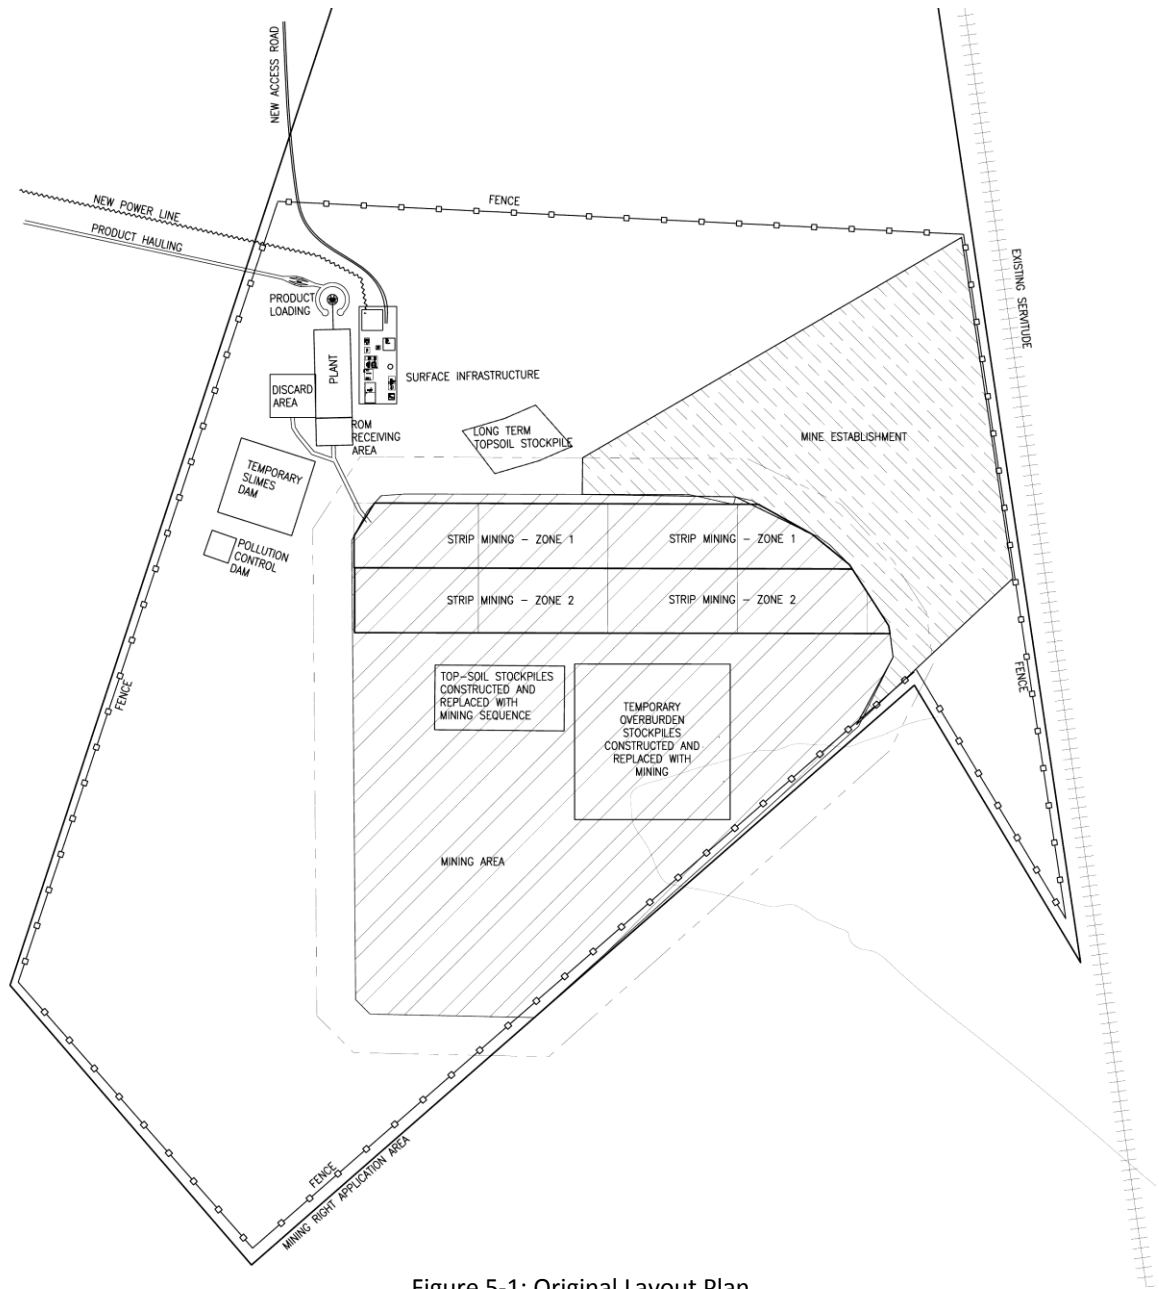 NEW ACCESS ROAD
NEW POWER LINE
FENCE
PRODUCT HAULING
EXISTING SERVITUDE
PRODUCT
LOADING
PLANT
SURFACE INFRASTRUCTURE
DISCARD
AREA
ROM
RECEIVING
AREA
LONG TERM
TOPSOIL STOCKPILE
MINE ESTABLISHMENT
TEMPORARY
SLIMES
DAM
POLLUTION
CONTROL
DAM
STRIP MINING - ZONE 1
STRIP MINING - ZONE 1
STRIP MINING - ZONE 2
STRIP MINING - ZONE 2
FENCE
FENCE
TOP-SOIL STOCKPILES
CONSTRUCTED AND
REPLACED WITH
MINING SEQUENCE
TEMPORARY
OVERBURDEN
STOCKPILES
CONSTRUCTED AND
REPLACED WITH
MINING
MINING AREA
FENCE
MINING RIGHT APPLICATION AREA
Figure 5-1: Original Layout Plan